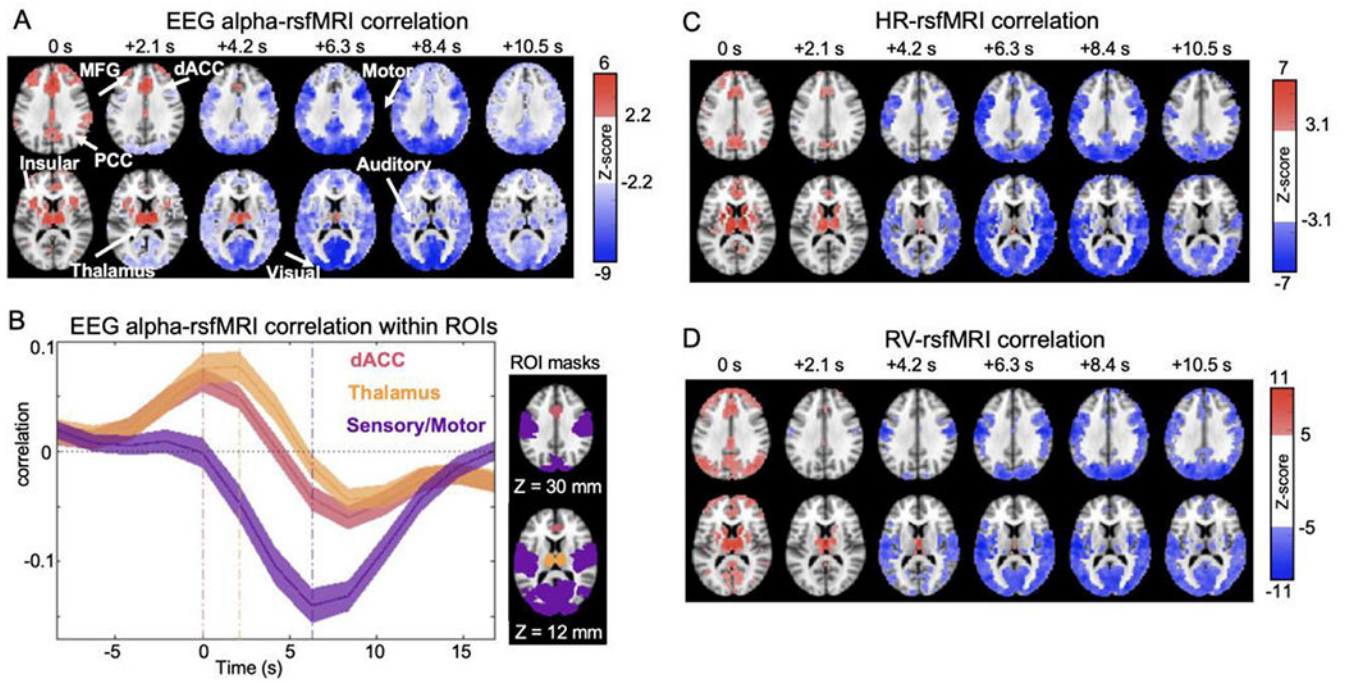 A
EEG alpha-rsfMRI correlation
0 s +2.1 s +4.2 s +6.3 s +8.4 s +10.5 s
MFG dACC Motor
PCC
Insular Auditory
Thalamus Visual
6
2.2
Z-score
-2.2
-9
B
EEG alpha-rsfMRI correlation within ROIs
0.1
0
-0.1
correlation
dACC
Thalamus
Sensory/Motor
-5 0 5 10 15
Time (s)
ROI masks
Z = 30 mm
Z = 12 mm
C
HR-rsfMRI correlation
0 s +2.1 s +4.2 s +6.3 s +8.4 s +10.5 s
7
3.1
Z-score
-3.1
-7
D
RV-rsfMRI correlation
0 s +2.1 s +4.2 s +6.3 s +8.4 s +10.5 s
11
5
Z-score
-5
-11